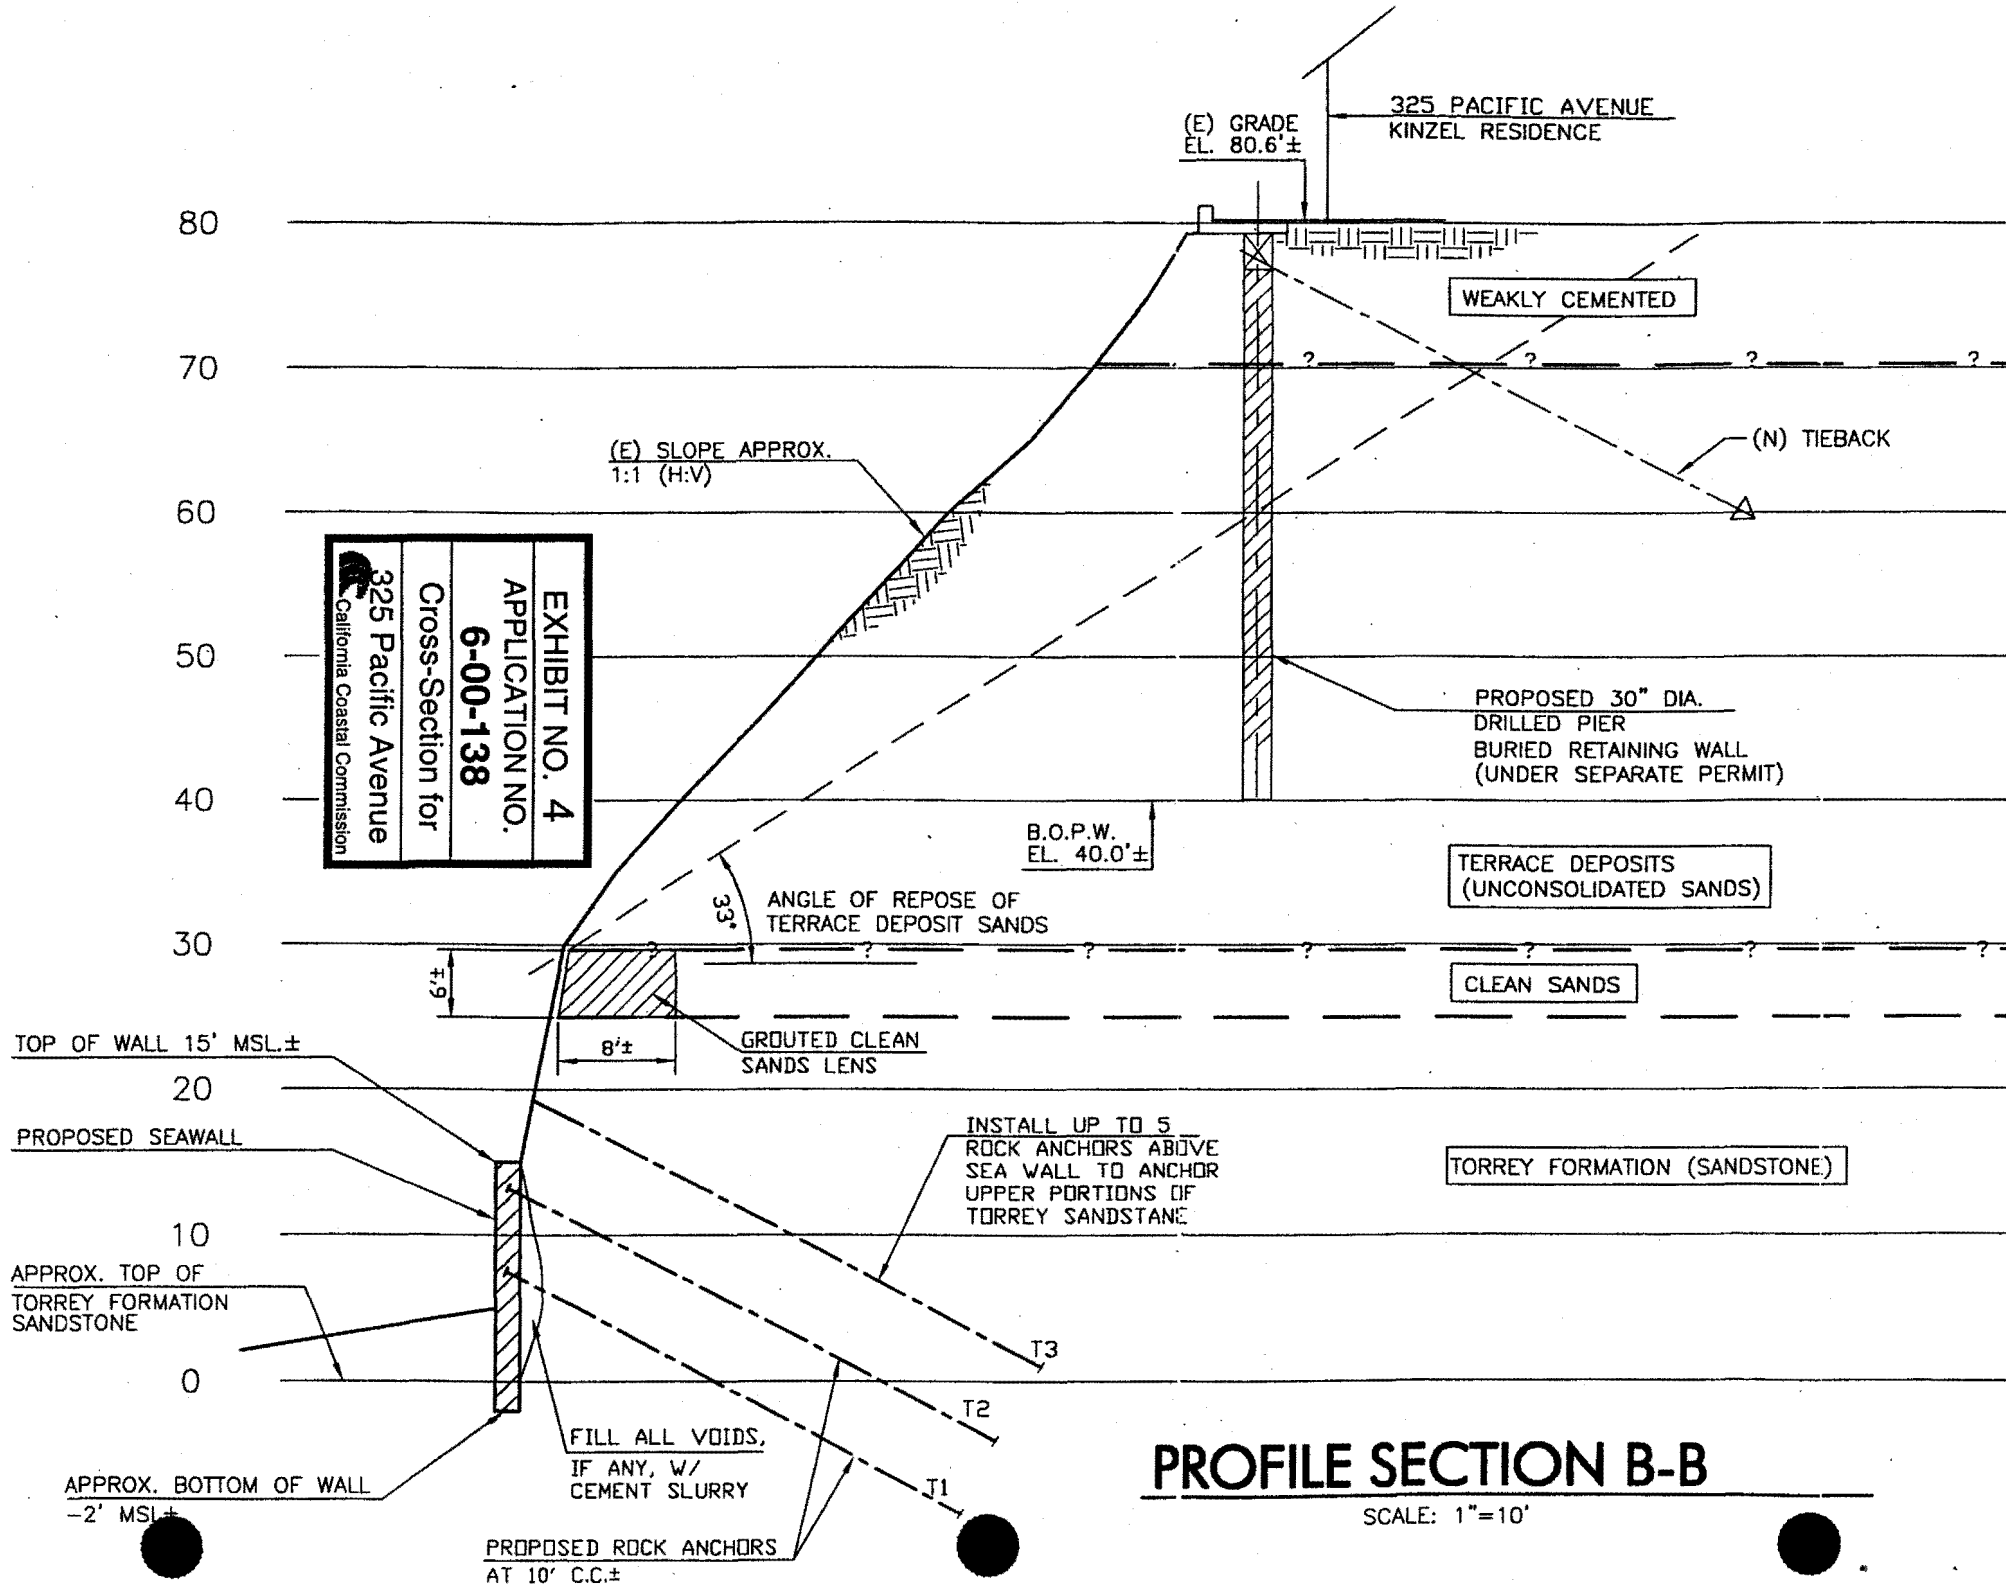 325 PACIFIC AVENUE
KINZEL RESIDENCE
(E) GRADE
EL. 80.6'±
80
WEAKLY CEMENTED
70
? ? ? ?
(E) SLOPE APPROX.
1:1 (H:V)
(N) TIEBACK
60
EXHIBIT NO. 4
APPLICATION NO.
6-00-138
Cross-Section for
325 Pacific Avenue
California Coastal Commission
50
PROPOSED 30" DIA.
DRILLED PIER
BURIED RETAINING WALL
(UNDER SEPARATE PERMIT)
40
B.O.P.W.
EL. 40.0'±
TERRACE DEPOSITS
(UNCONSOLIDATED SANDS)
33°
ANGLE OF REPOSE OF
TERRACE DEPOSIT SANDS
30
? ? ? ? ? ? ?
6'±
CLEAN SANDS
8'±
GROUTED CLEAN
SANDS LENS
TOP OF WALL 15' MSL.±
20
PROPOSED SEAWALL
INSTALL UP TO 5
ROCK ANCHORS ABOVE
SEA WALL TO ANCHOR
UPPER PORTIONS OF
TORREY SANDSTANE
TORREY FORMATION (SANDSTONE)
10
APPROX. TOP OF
TORREY FORMATION
SANDSTONE
0
T3
T2
T1
FILL ALL VOIDS,
IF ANY, W/
CEMENT SLURRY
APPROX. BOTTOM OF WALL
-2' MSL±
PROPOSED ROCK ANCHORS
AT 10' C.C.±
PROFILE SECTION B-B
SCALE: 1"=10'